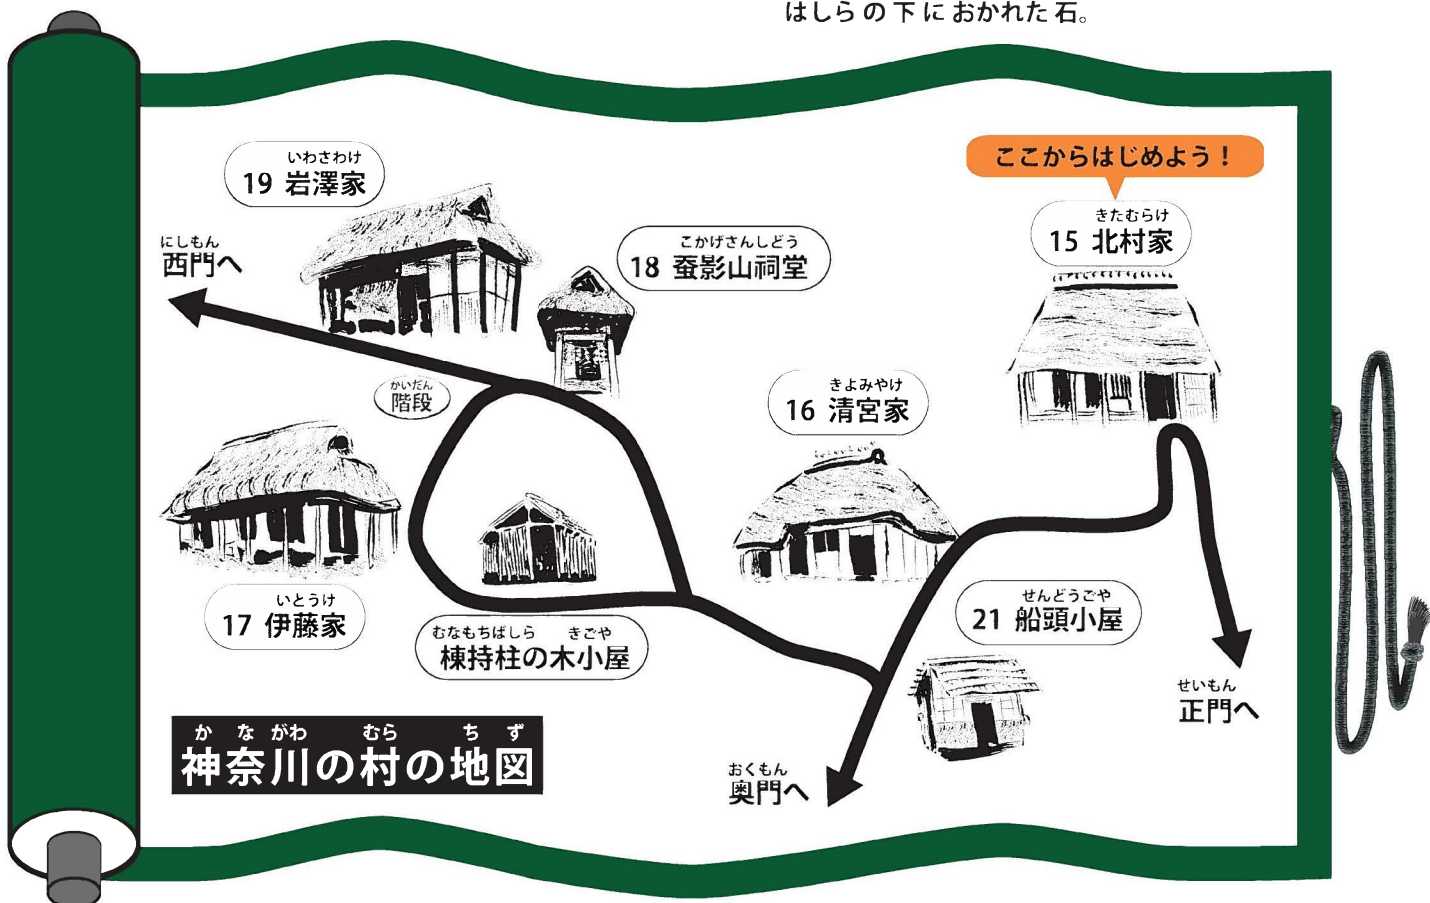 はしらの下におかれた石。
ここからはじめよう！
いわさわけ
19 岩澤家
きたむらけ
15 北村家
にしもん
西門へ
こかげさんしどう
18 蚕影山祠堂
かいだん
階段
きよみやけ
16 清宮家
いとうけ
17 伊藤家
むなもちばしら きごや
棟持柱の木小屋
せんどうごや
21 船頭小屋
せいもん
正門へ
おくもん
奥門へ
か な がわ むら ち ず
神奈川の村の地図